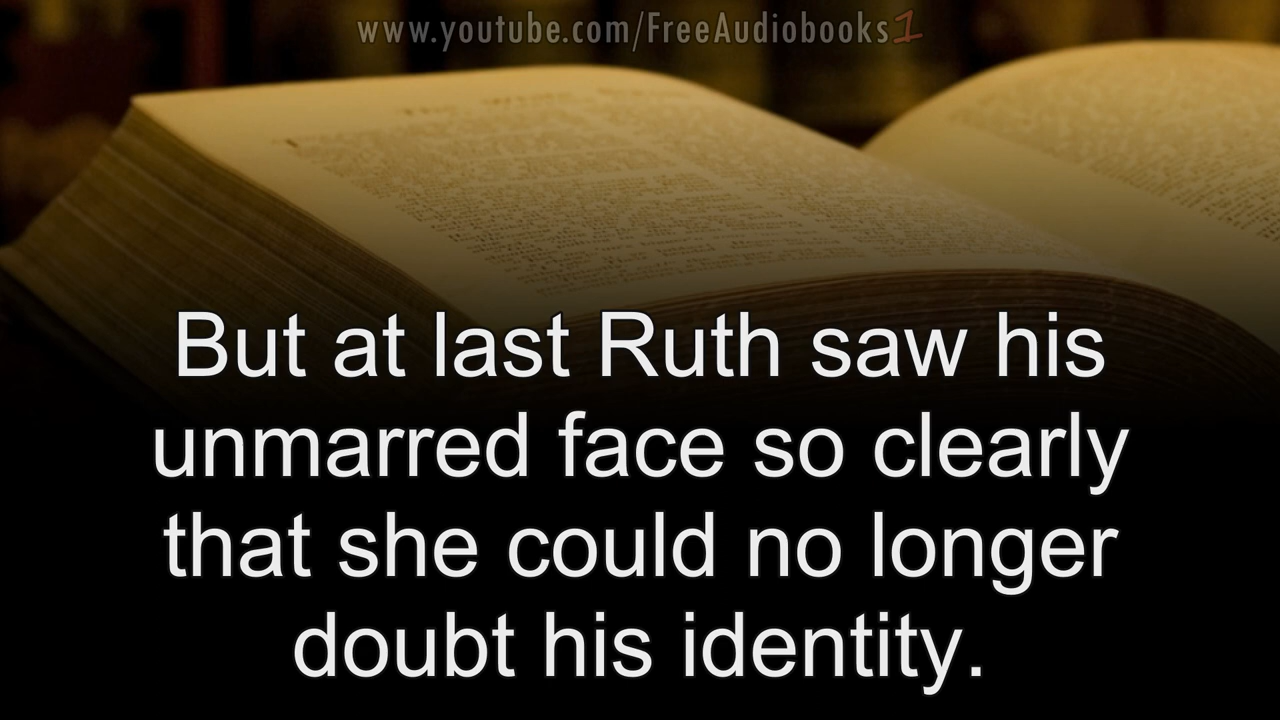 www.youtube.com/FreeAudiobooks1
But at last Ruth saw his
unmarred face so clearly
that she could no longer
doubt his identity.